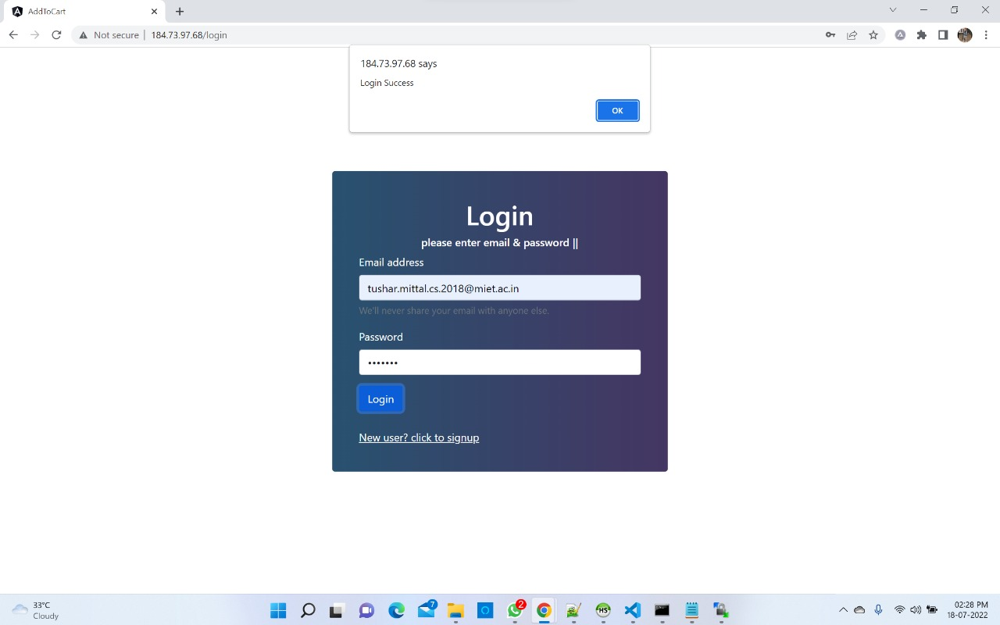 AddToCart
Not secure
184.73.97.68/login
184.73.97.68 says
Login Success
OK
Login
please enter email & password ||
Email address
tushar.mittal.cs.2018@miet.ac.in
We'll never share your email with anyone else.
Password
•••••••
Login
New user? click to signup
33°C
Cloudy
7
2
HS
02:28 PM
18-07-2022